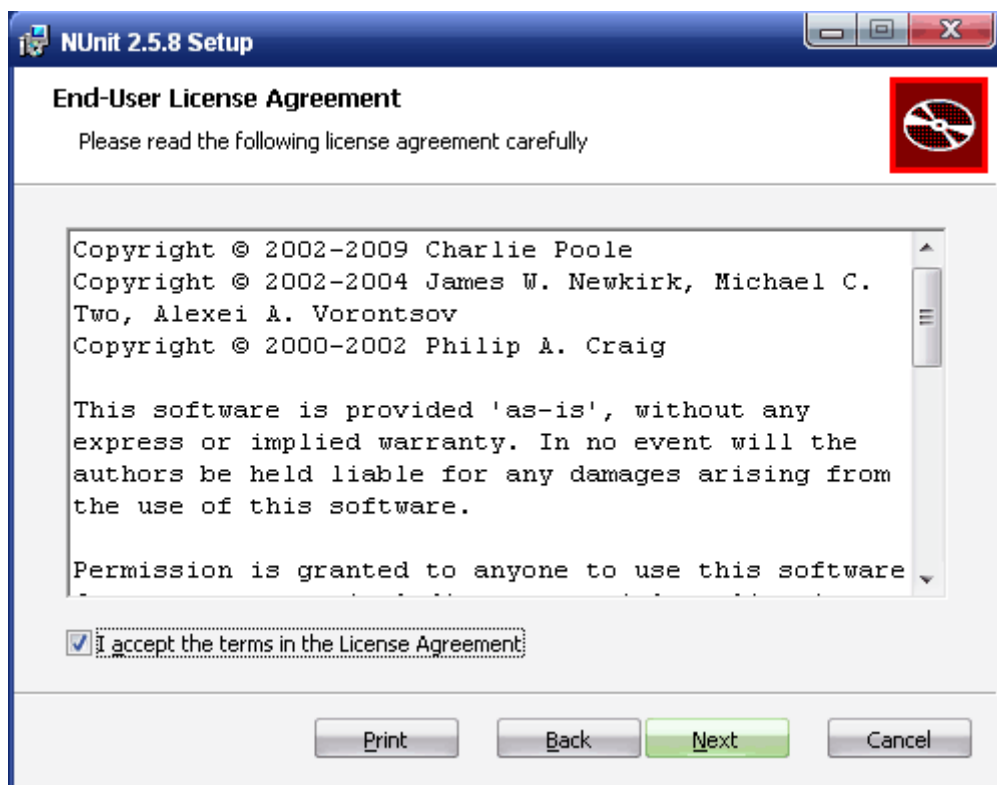 NUnit 2.5.8 Setup
End-User License Agreement
Please read the following license agreement carefully
Copyright © 2002-2009 Charlie Poole
Copyright © 2002-2004 James W. Newkirk, Michael C.
Two, Alexei A. Vorontsov
Copyright © 2000-2002 Philip A. Craig
This software is provided 'as-is', without any
express or implied warranty. In no event will the
authors be held liable for any damages arising from
the use of this software.
Permission is granted to anyone to use this software
I accept the terms in the License Agreement
Print
Back
Next
Cancel